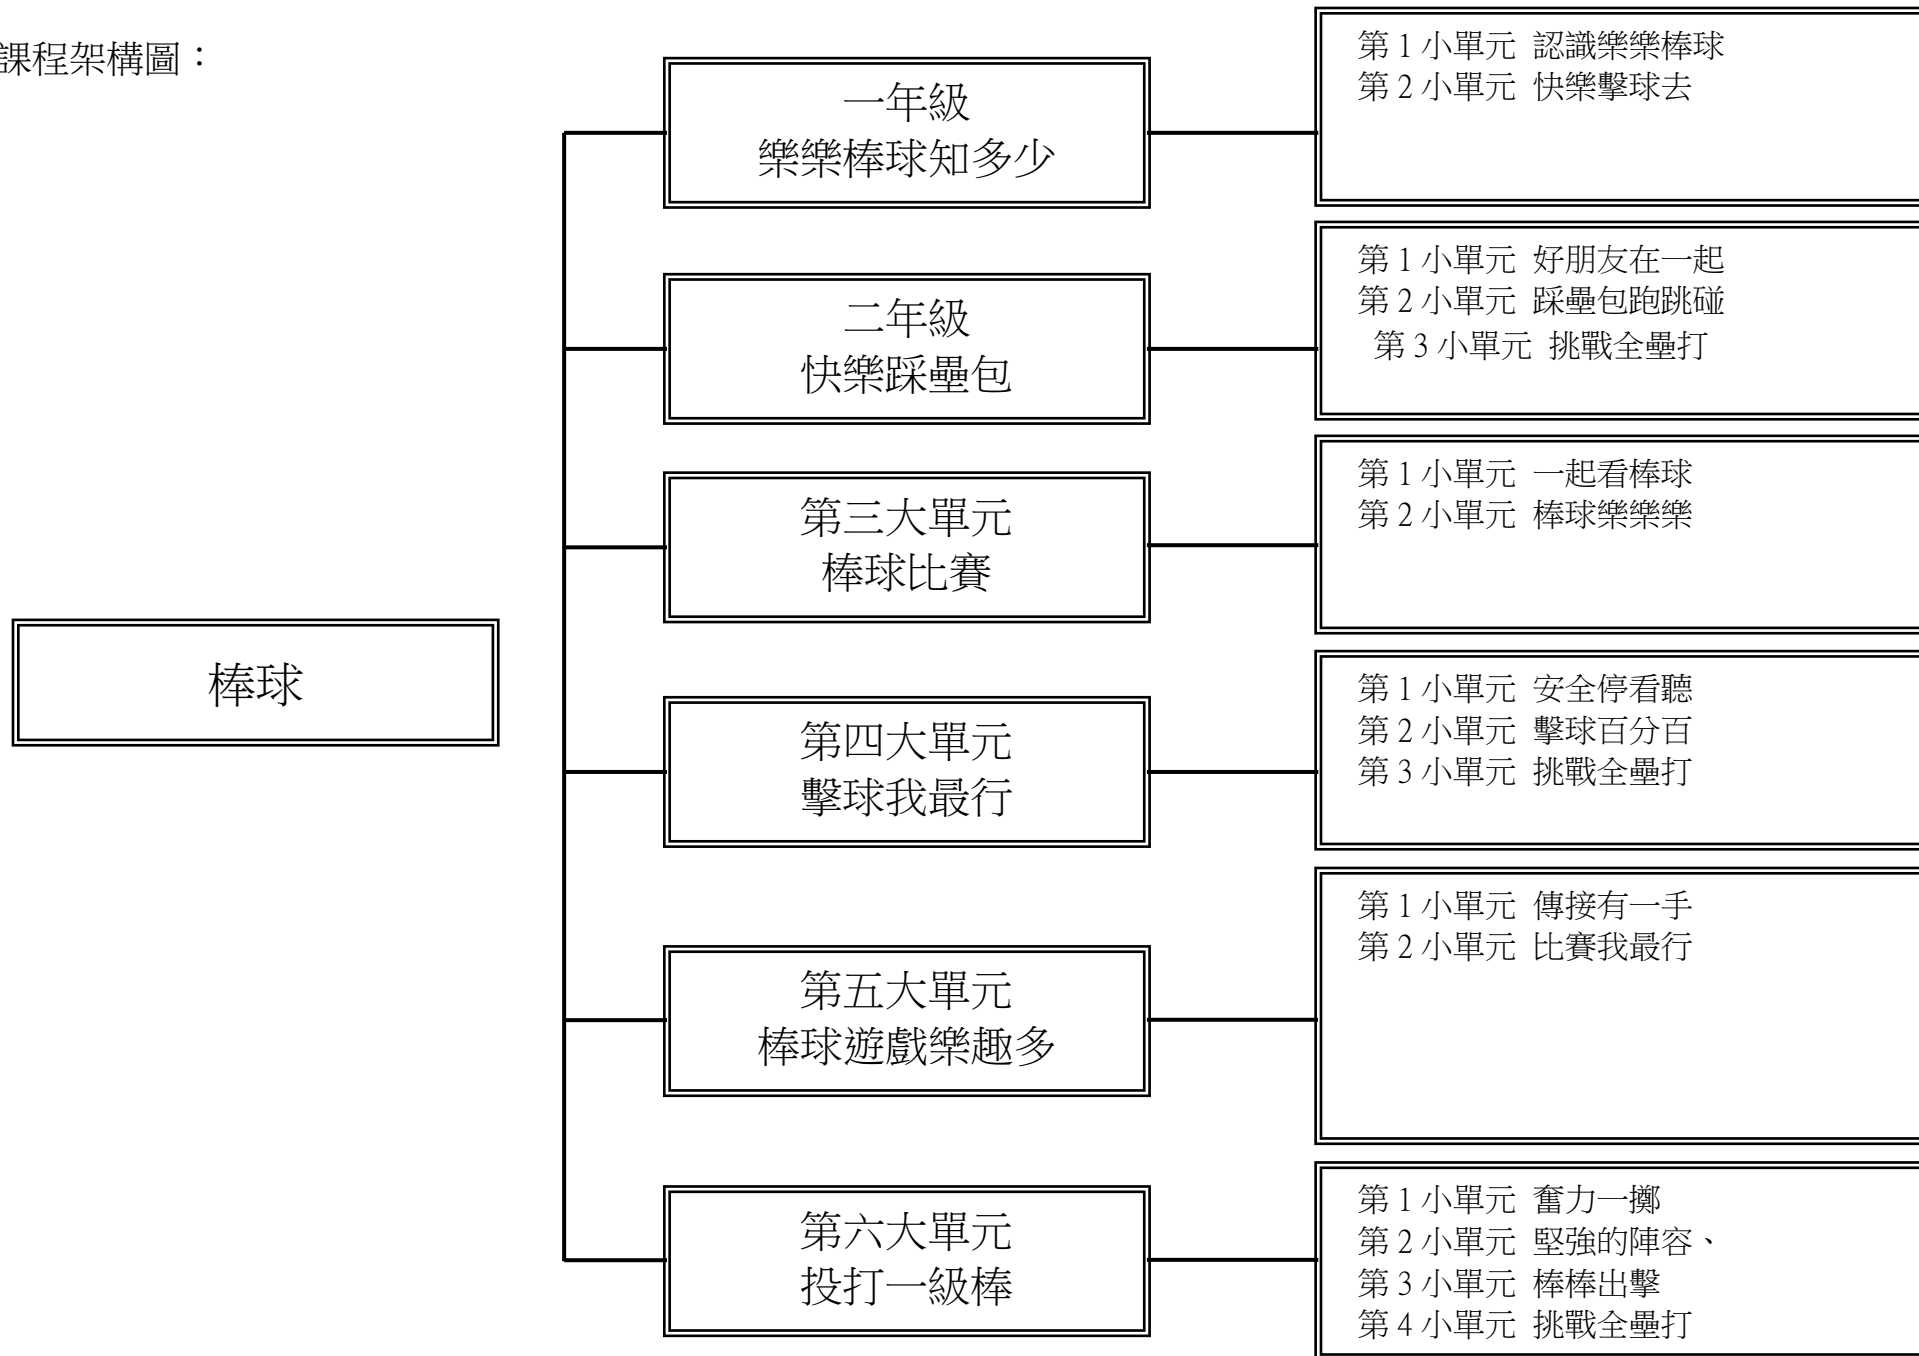 課程架構圖：
一年級
樂樂棒球知多少
第 1 小單元 認識樂樂棒球
第 2 小單元 快樂擊球去
二年級
快樂踩壘包
第 1 小單元 好朋友在一起
第 2 小單元 踩壘包跑跳碰
第 3 小單元 挑戰全壘打
第三大單元
棒球比賽
第 1 小單元 一起看棒球
第 2 小單元 棒球樂樂樂
棒球
第四大單元
擊球我最行
第 1 小單元 安全停看聽
第 2 小單元 擊球百分百
第 3 小單元 挑戰全壘打
第五大單元
棒球遊戲樂趣多
第 1 小單元 傳接有一手
第 2 小單元 比賽我最行
第六大單元
投打一級棒
第 1 小單元 奮力一擲
第 2 小單元 堅強的陣容、
第 3 小單元 棒棒出擊
第 4 小單元 挑戰全壘打